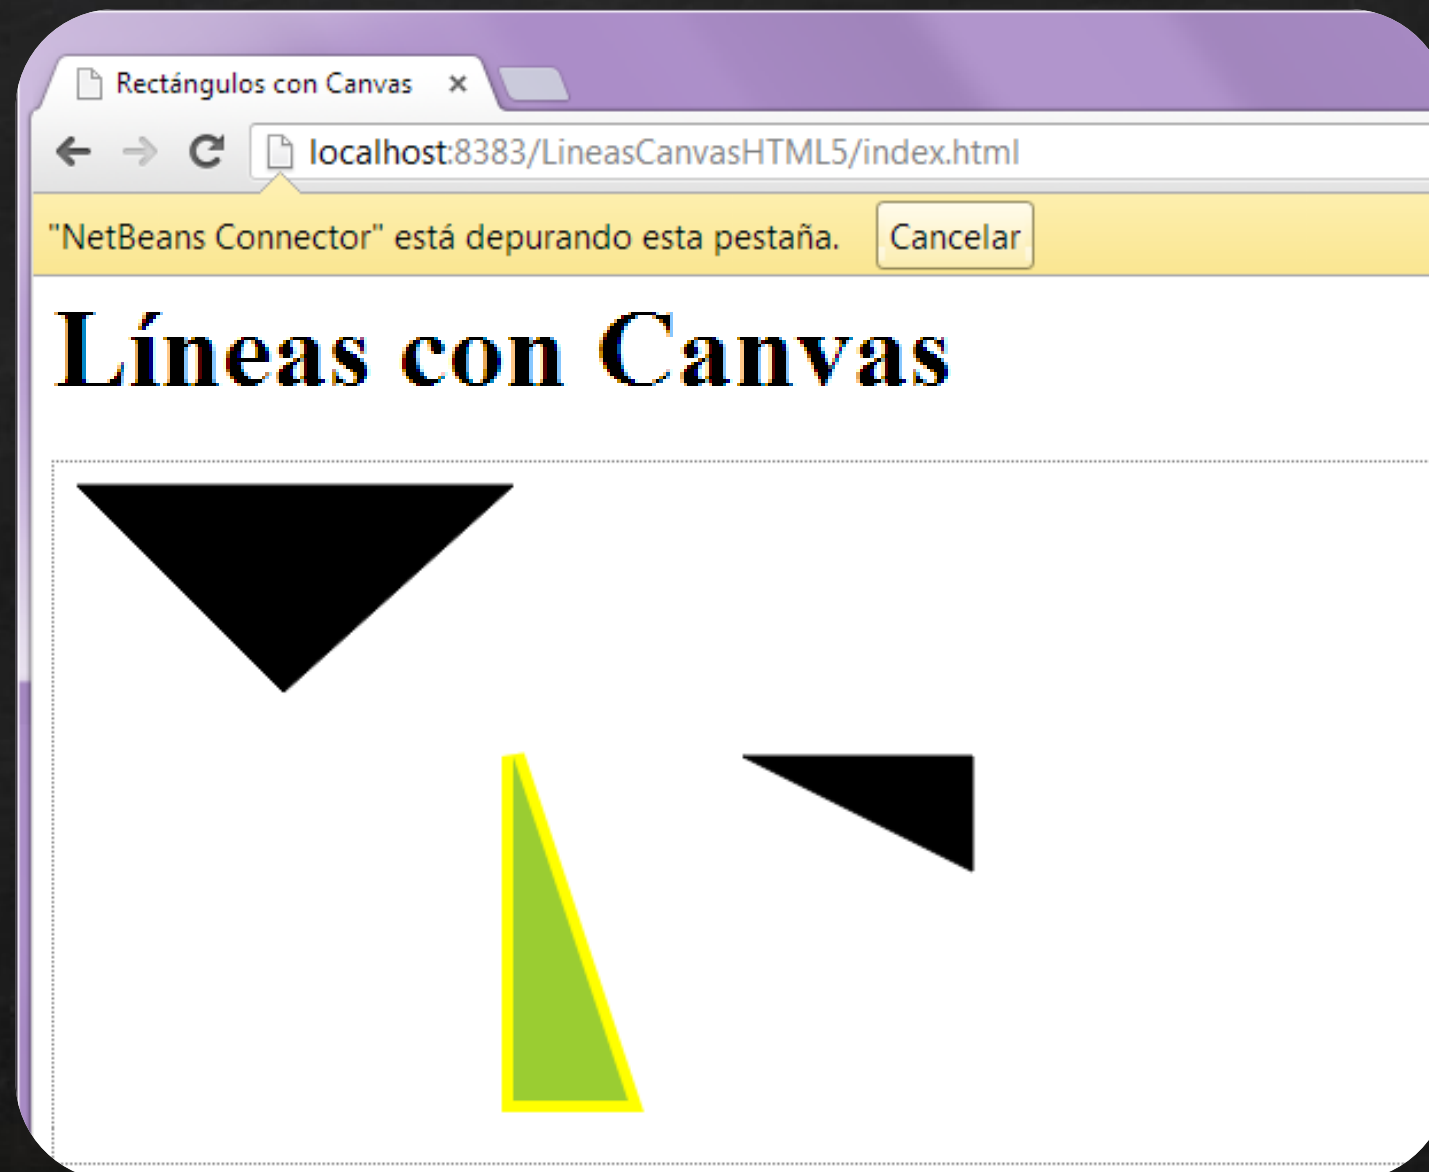 Rectángulos con Canvas
localhost:8383/LineasCanvasHTML5/index.html
"NetBeans Connector" está depurando esta pestaña. Cancelar
Líneas con Canvas